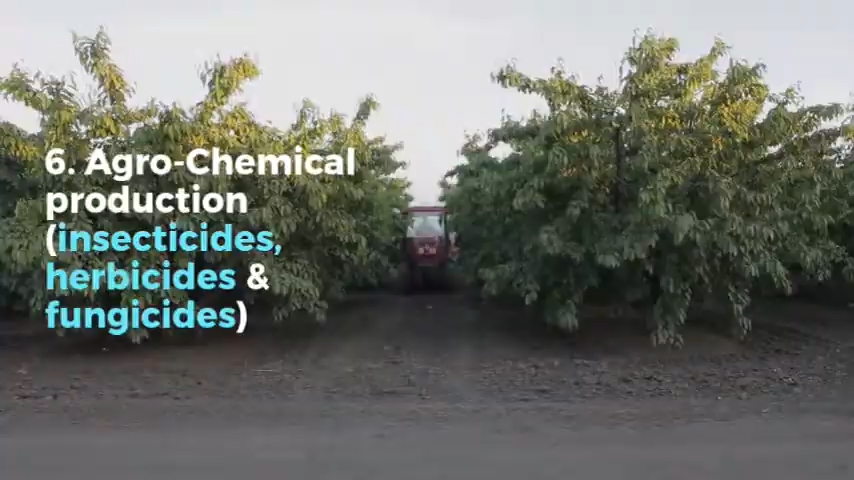 6. Agro-Chemical
production
(insecticides,
herbicides &
fungicides)